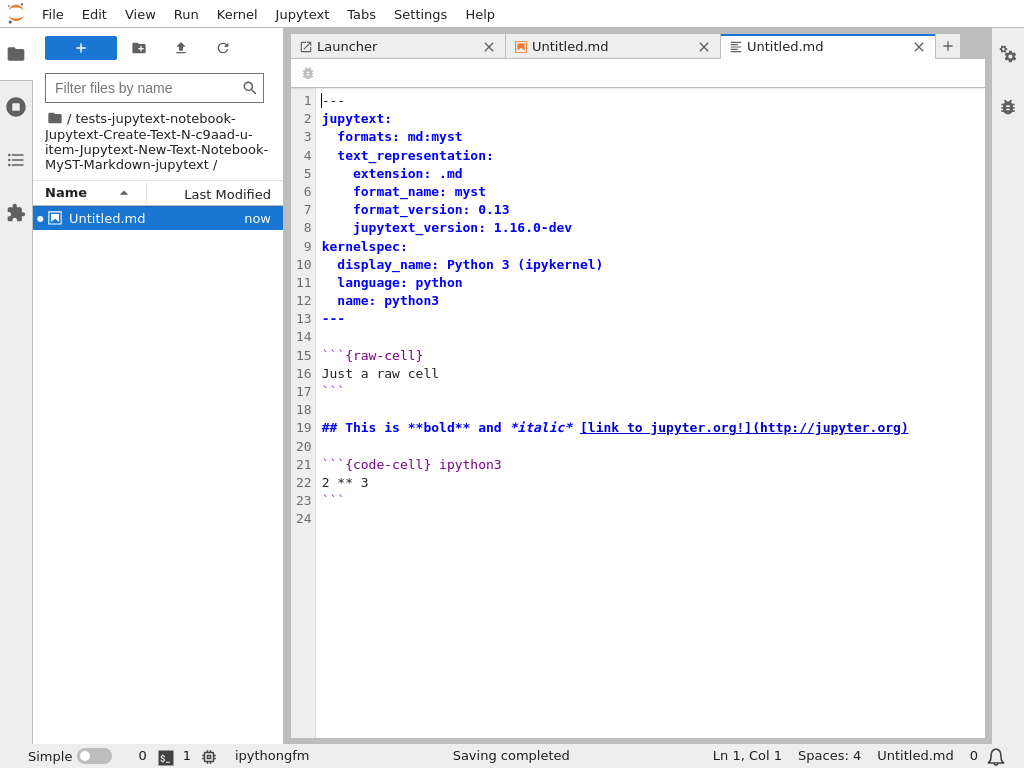 File Edit View Run Kernel Jupytext Tabs Settings Help
+
Filter files by name
/ tests-jupytext-notebook-
Jupytext-Create-Text-N-c9aad-u-
item-Jupytext-New-Text-Notebook-
MyST-Markdown-jupytext /
Name Last Modified
Untitled.md now
Launcher Untitled.md Untitled.md
1 ---
2 jupytext:
3   formats: md:myst
4   text_representation:
5     extension: .md
6     format_name: myst
7     format_version: 0.13
8     jupytext_version: 1.16.0-dev
9 kernelspec:
10   display_name: Python 3 (ipykernel)
11   language: python
12   name: python3
13 ---
14
15 ```{raw-cell}
16 Just a raw cell
17 ```
18
19 ## This is **bold** and *italic* [link to jupyter.org!](http://jupyter.org)
20
21 ```{code-cell} ipython3
22 2 ** 3
23 ```
24
Simple 0 $_ 1 ipythongfm Saving completed Ln 1, Col 1 Spaces: 4 Untitled.md 0